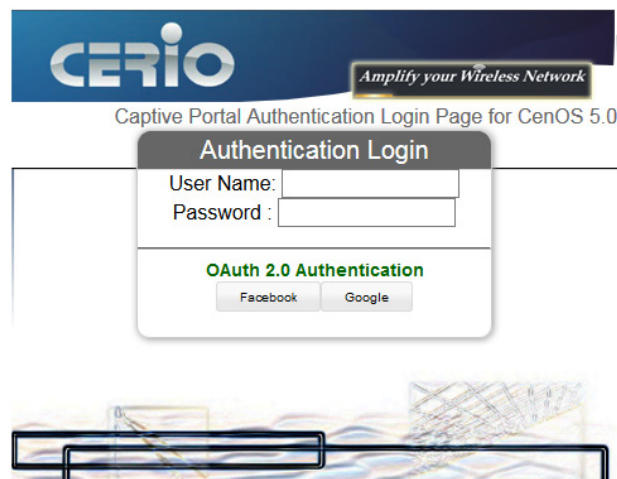 CERIO
Amplify your Wireless Network
Captive Portal Authentication Login Page for CenOS 5.0
Authentication Login
User Name:
Password :
OAuth 2.0 Authentication
Facebook Google